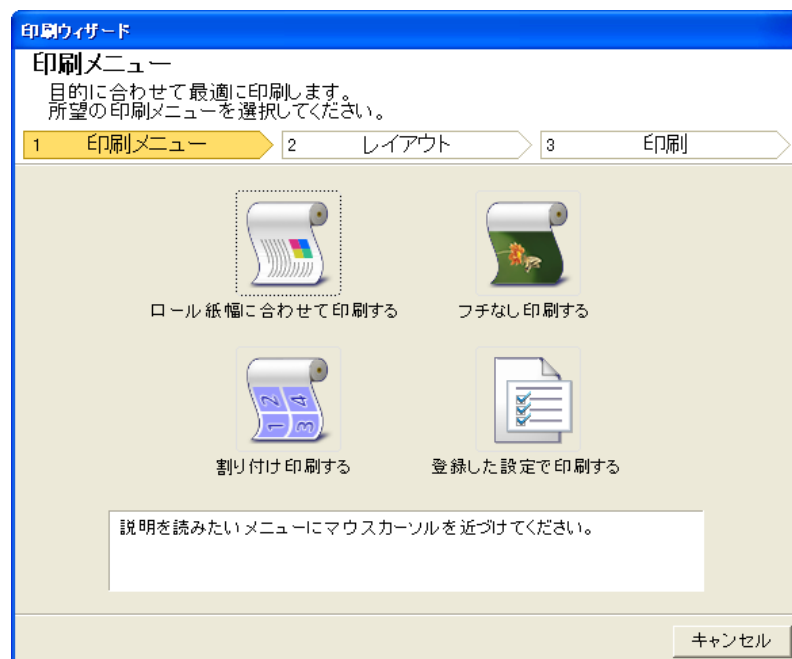 印刷ウィザード
印刷メニュー
目的に合わせて最適に印刷します。
所望の印刷メニューを選択してください。
1 印刷メニュー 2 レイアウト 3 印刷
ロール紙幅に合わせて印刷する フチなし印刷する
1 2 3 4
割り付け印刷する 登録した設定で印刷する
説明を読みたいメニューにマウスカーソルを近づけてください。
キャンセル